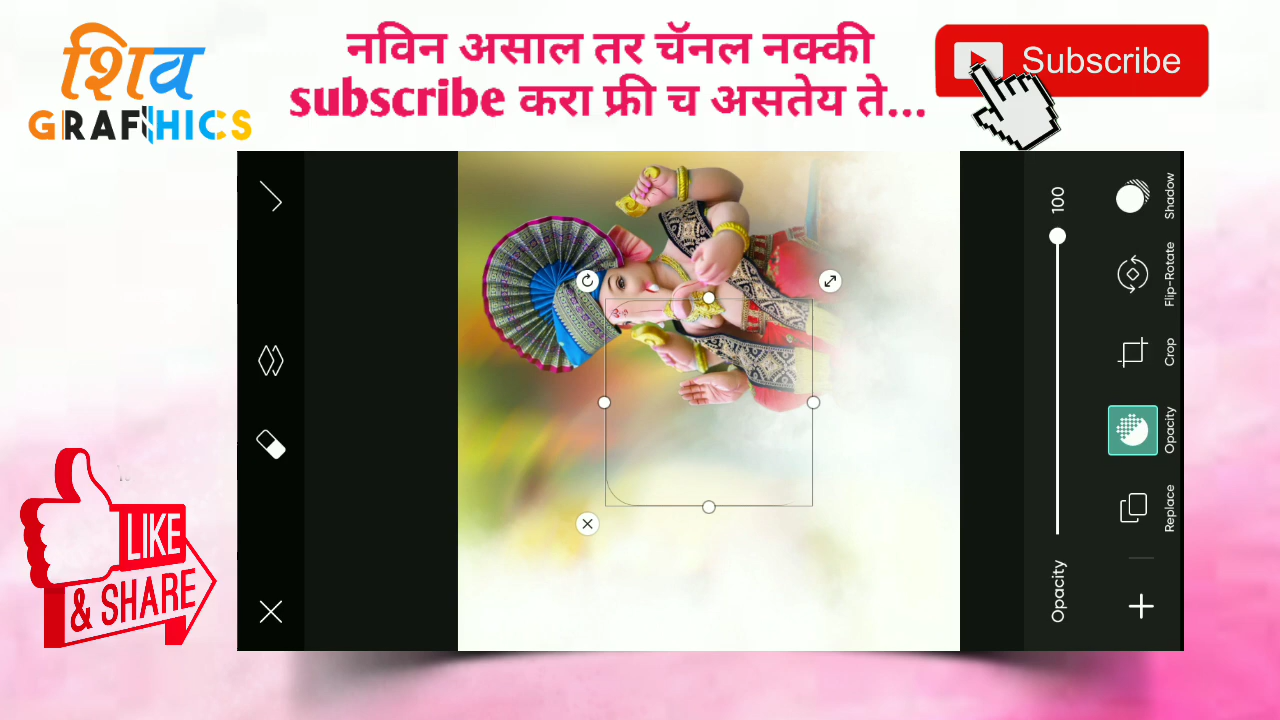 शिव
GRAFHICS
नविन असाल तर चॅनल नक्की
subscribe करा फ्री च असतेय ते...
Subscribe
LIKE
& SHARE
100
Opacity
Shadow
Flip-Rotate
Crop
Opacity
Replace